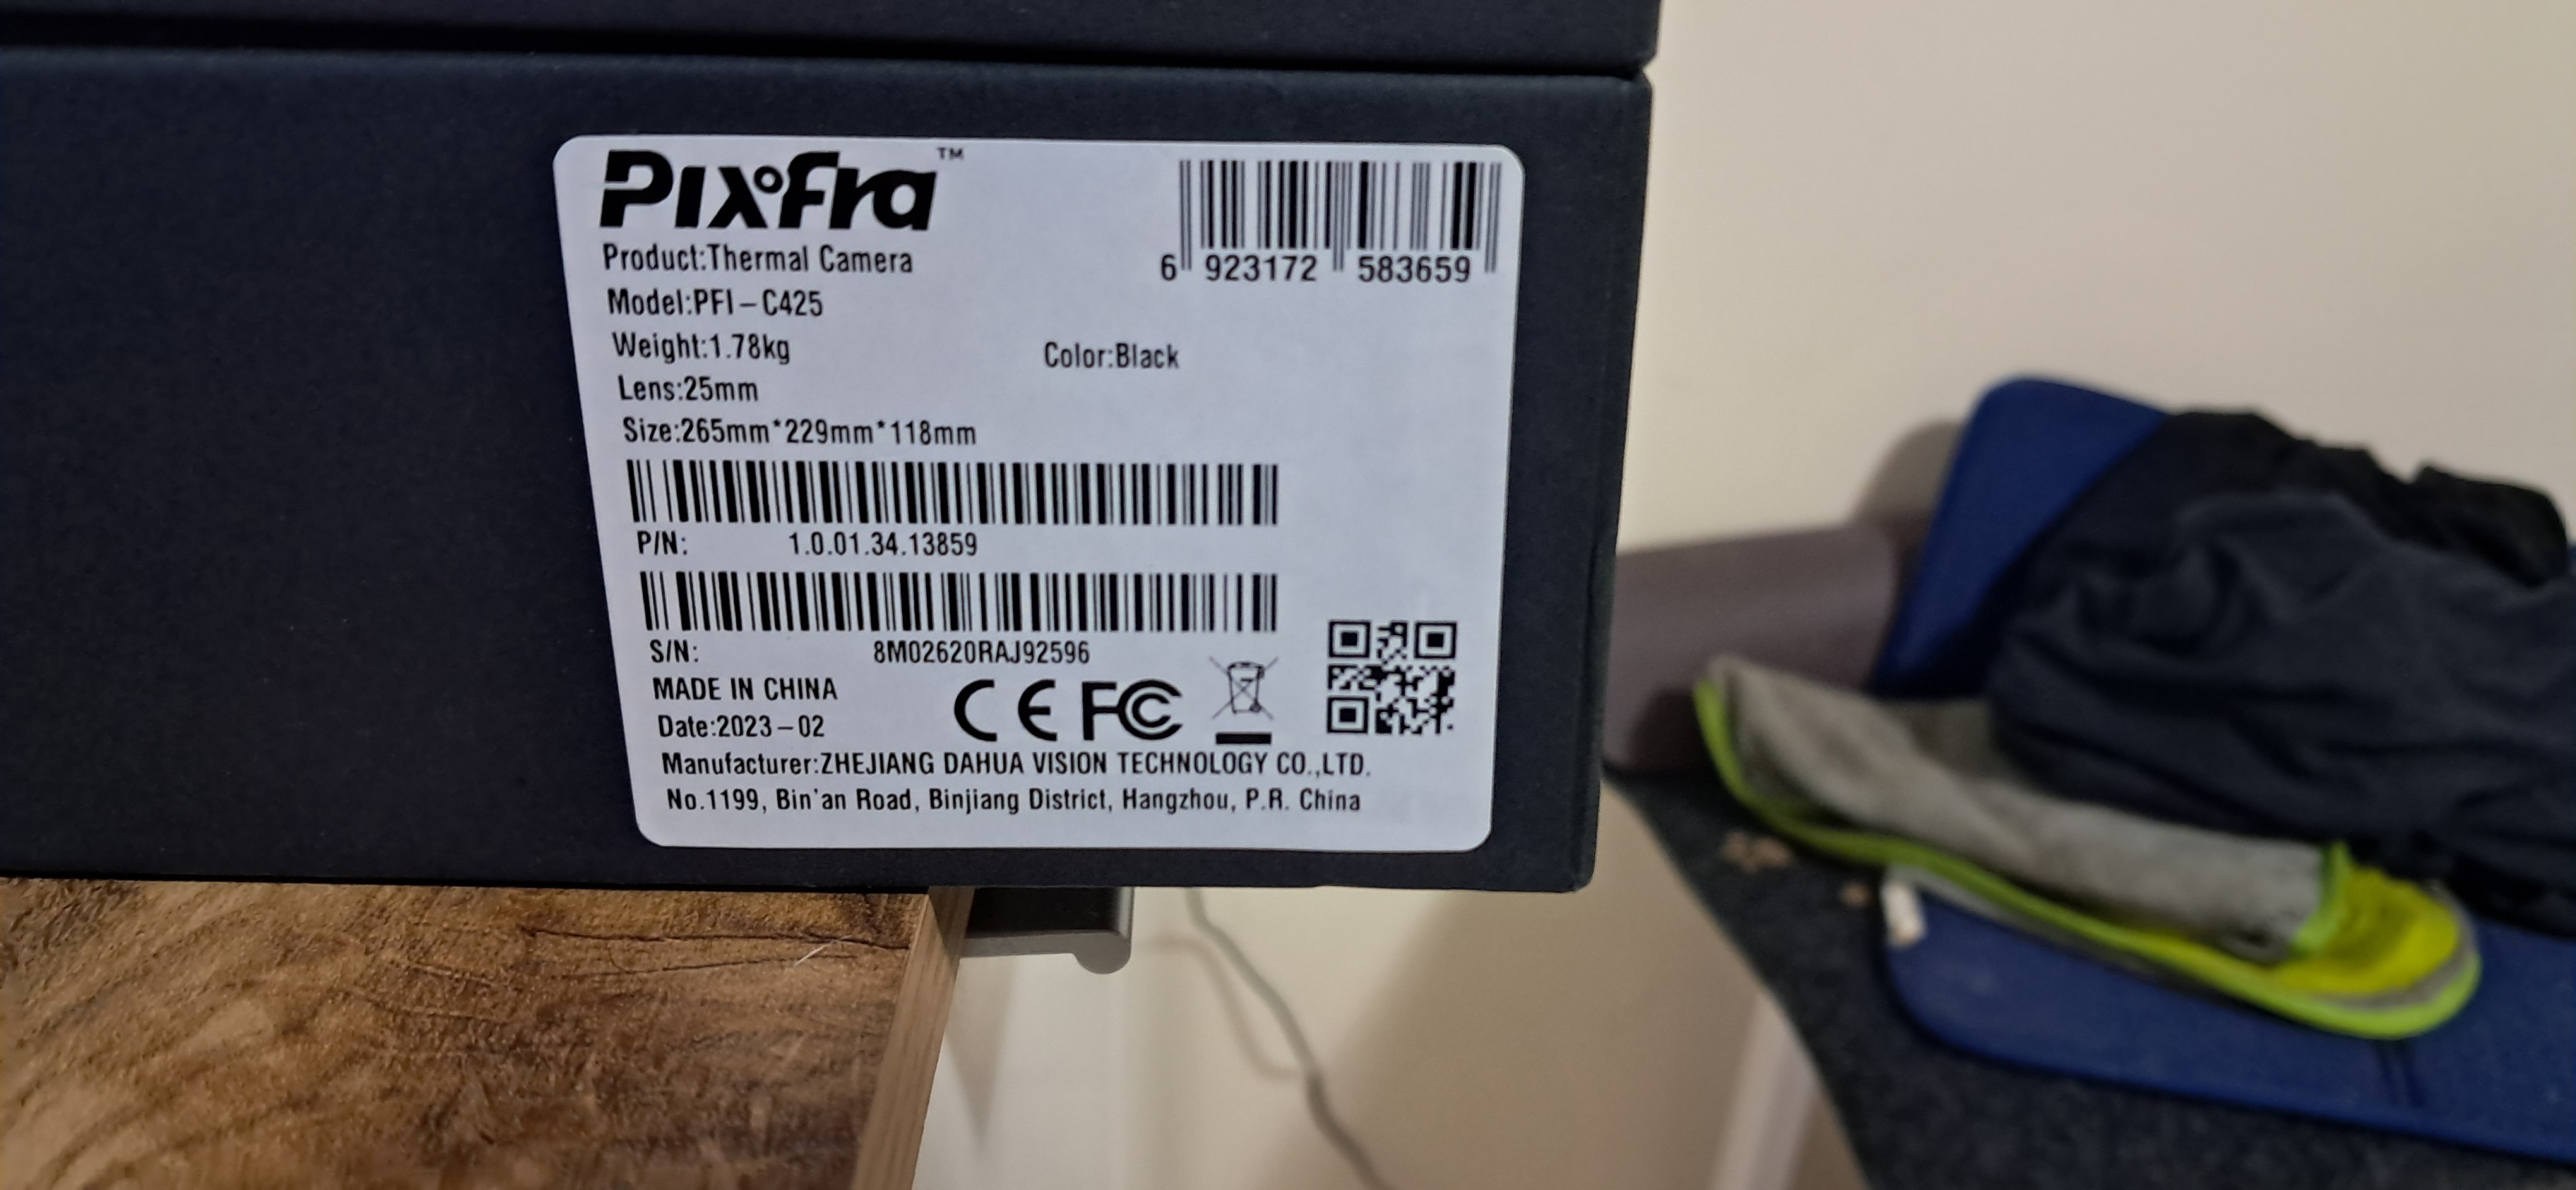 Pixfra™
Product:Thermal Camera
6 923172 583659
Model:PFI-C425
Weight:1.78kg
Color:Black
Lens:25mm
Size:265mm*229mm*118mm
P/N: 1.0.01.34.13859
S/N: 8M02620RAJ92596
MADE IN CHINA
Date:2023-02
CE FC
Manufacturer:ZHEJIANG DAHUA VISION TECHNOLOGY CO.,LTD.
No.1199, Bin'an Road, Binjiang District, Hangzhou, P.R. China